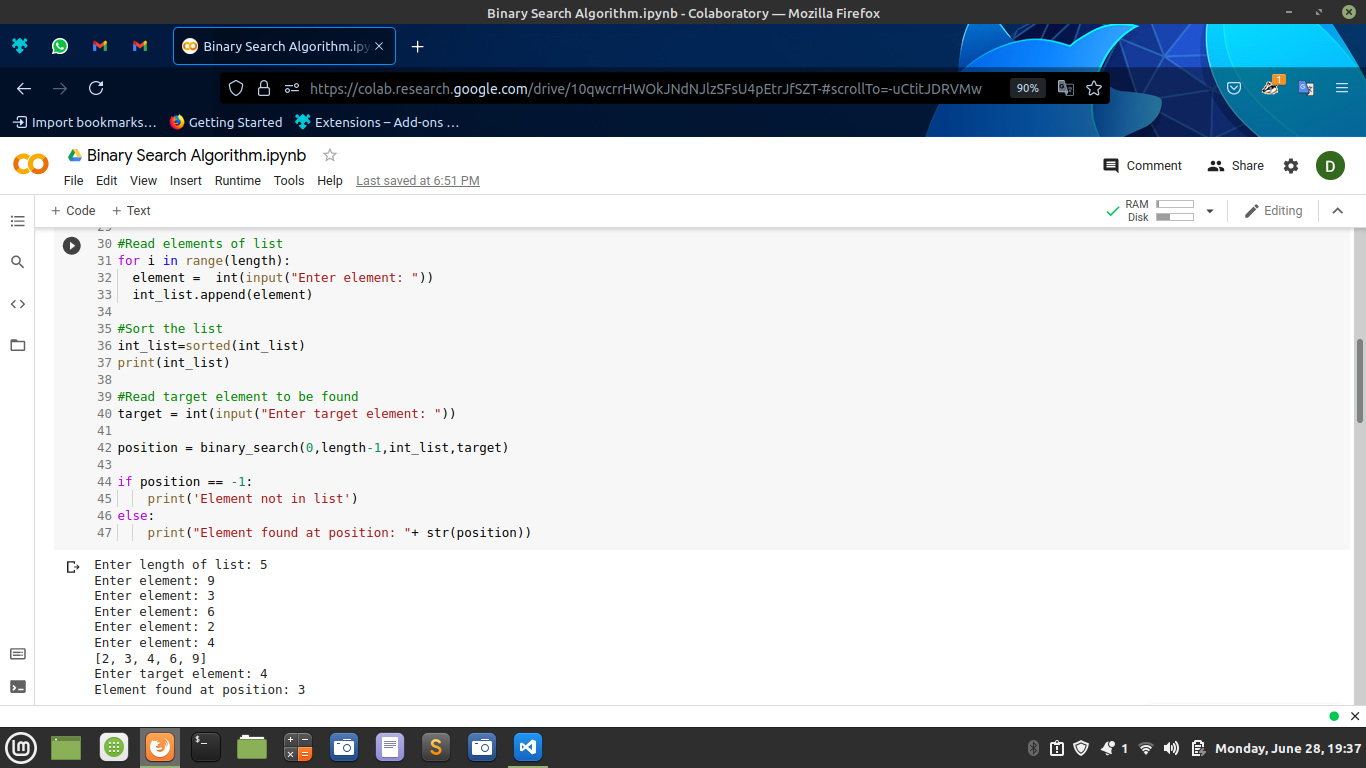 Binary Search Algorithm.ipynb - Colaboratory — Mozilla Firefox
Binary Search Algorithm.ipy
https://colab.research.google.com/drive/10qwcrrHWOkJNdNJlzSFsU4pEtrJfSZT-#scrollTo=-uCtitJDRVMw 90% 1
Import bookmarks... Getting Started Extensions – Add-ons ...
Binary Search Algorithm.ipynb
Comment Share D
File Edit View Insert Runtime Tools Help Last saved at 6:51 PM
+ Code + Text RAM Disk Editing
29
30 #Read elements of list
31 for i in range(length):
32   element =  int(input("Enter element: "))
33   int_list.append(element)
34
35 #Sort the list
36 int_list=sorted(int_list)
37 print(int_list)
38
39 #Read target element to be found
40 target = int(input("Enter target element: "))
41
42 position = binary_search(0,length-1,int_list,target)
43
44 if position == -1:
45     print('Element not in list')
46 else:
47     print("Element found at position: "+ str(position))
Enter length of list: 5
Enter element: 9
Enter element: 3
Enter element: 6
Enter element: 2
Enter element: 4
[2, 3, 4, 6, 9]
Enter target element: 4
Element found at position: 3
1 Monday, June 28, 19:37